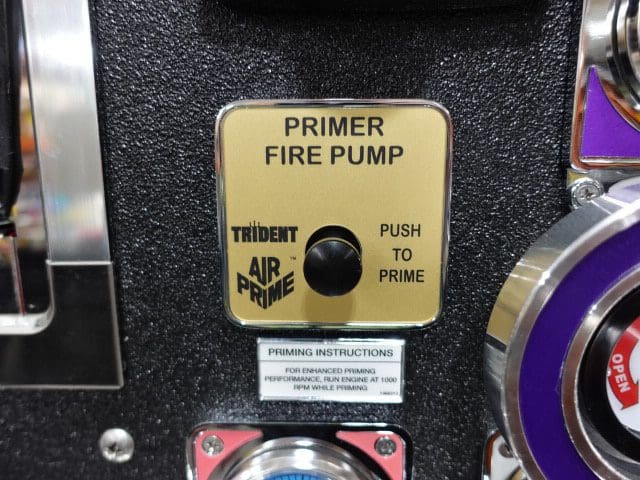 PRIMER
FIRE PUMP
TRIDENT
AIR
PRIME
™
PUSH
TO
PRIME
PRIMING INSTRUCTIONS
FOR ENHANCED PRIMING
PERFORMANCE, RUN ENGINE AT 1000
RPM WHILE PRIMING
OPEN